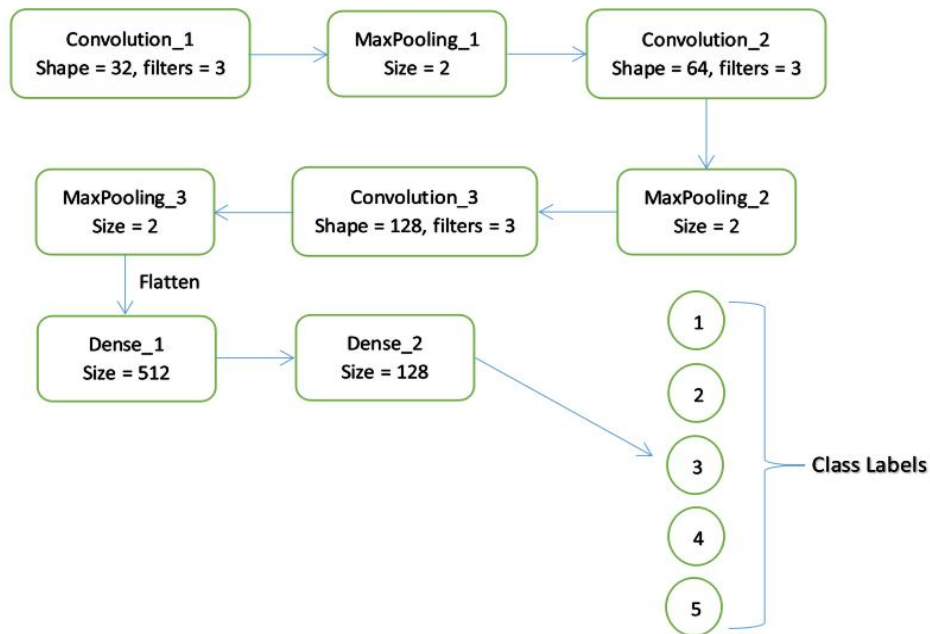 Convolution_1
Shape = 32, filters = 3
MaxPooling_1
Size = 2
Convolution_2
Shape = 64, filters = 3
MaxPooling_2
Size = 2
Convolution_3
Shape = 128, filters = 3
MaxPooling_3
Size = 2
Flatten
Dense_1
Size = 512
Dense_2
Size = 128
1
2
3
4
5
Class Labels